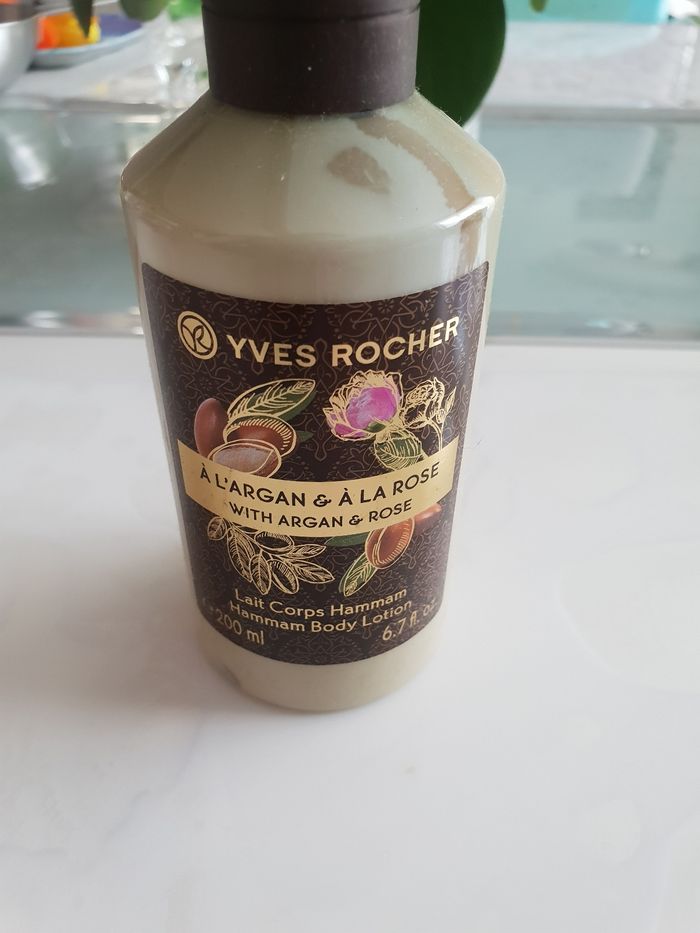 YVES ROCHER
À L'ARGAN & À LA ROSE
WITH ARGAN & ROSE
Lait Corps Hammam
Hammam Body Lotion
200 ml 6.7 fl. oz